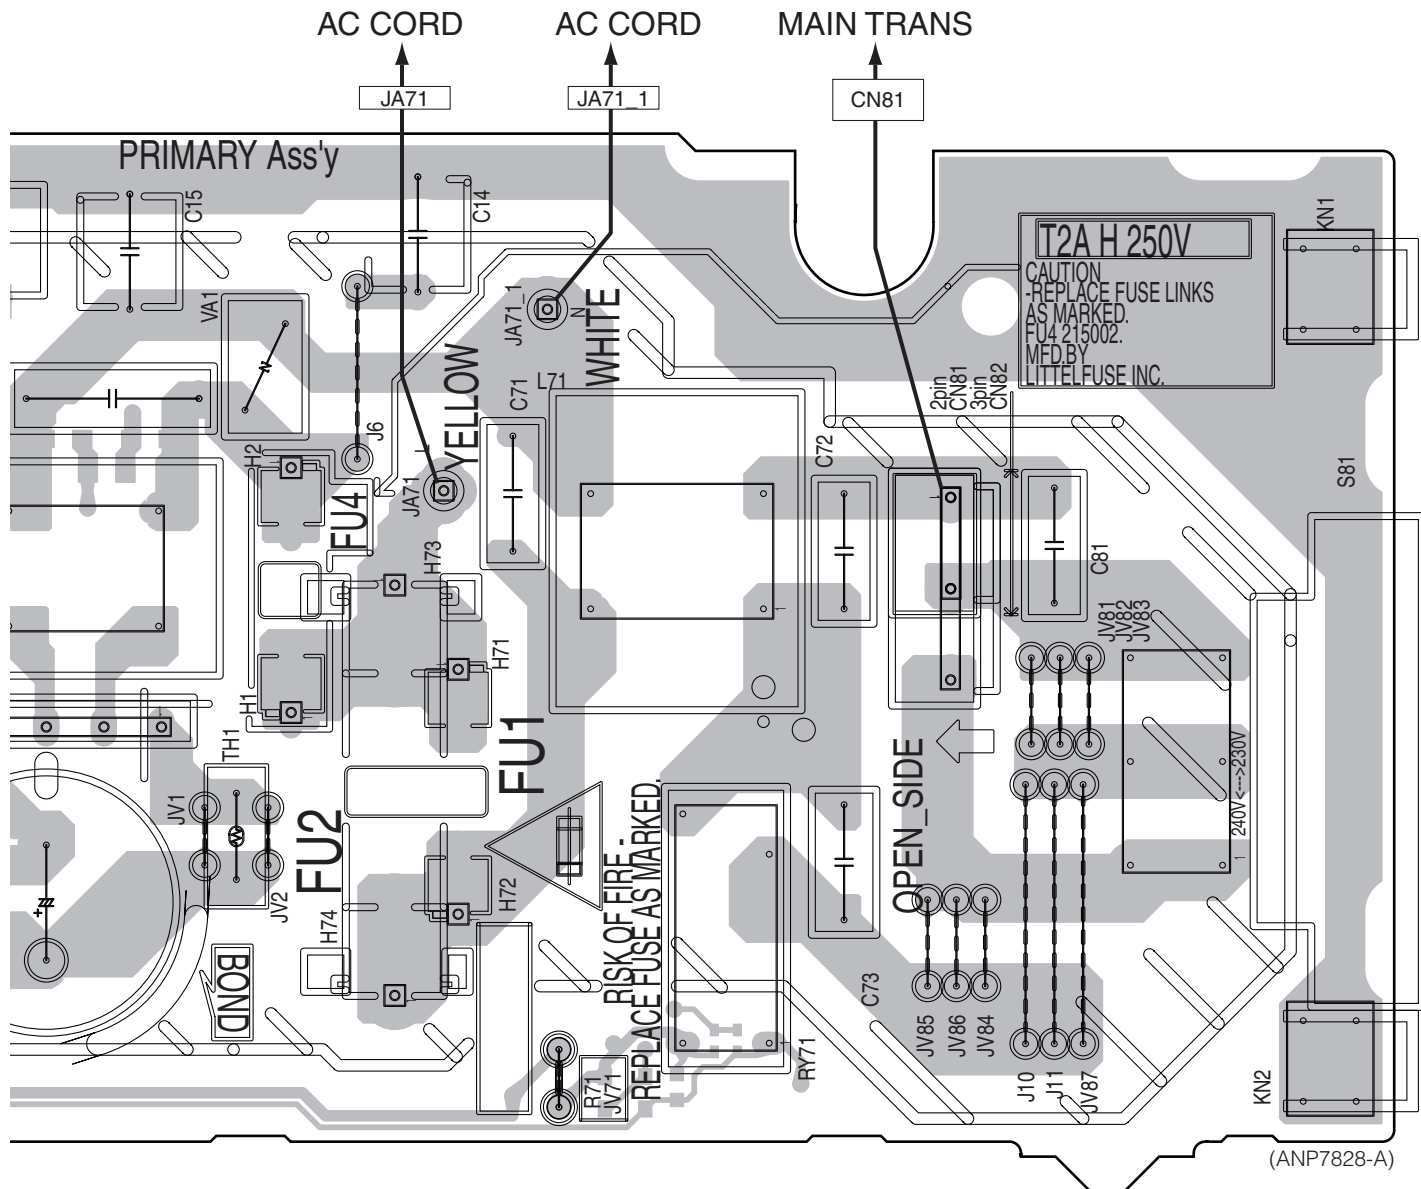 AC CORD
AC CORD
MAIN TRANS
JA71
JA71_1
CN81
PRIMARY Ass'y
C15
C14
KN1
T2A H 250V
CAUTION
-REPLACE FUSE LINKS
AS MARKED.
FU4 215002.
MFD.BY
LITTELFUSE INC.
VA1
JA71_1
N
WHITE
YELLOW
C71
L71
2pin
CN81
3pin
CN82
J6
H2
L
JA71
C72
S81
FU4
H73
C81
1
JV81
JV82
JV83
H71
H1
TH1
FU1
OPEN_SIDE
240V <--->230V
1
JV1
FU2
RISK OF FIRE -
REPLACE FUSE AS MARKED.
H72
JV2
H74
+
BOND
C73
JV85
JV86
JV84
RY71
J10
J11
JV87
R71
JV71
KN2
(ANP7828-A)